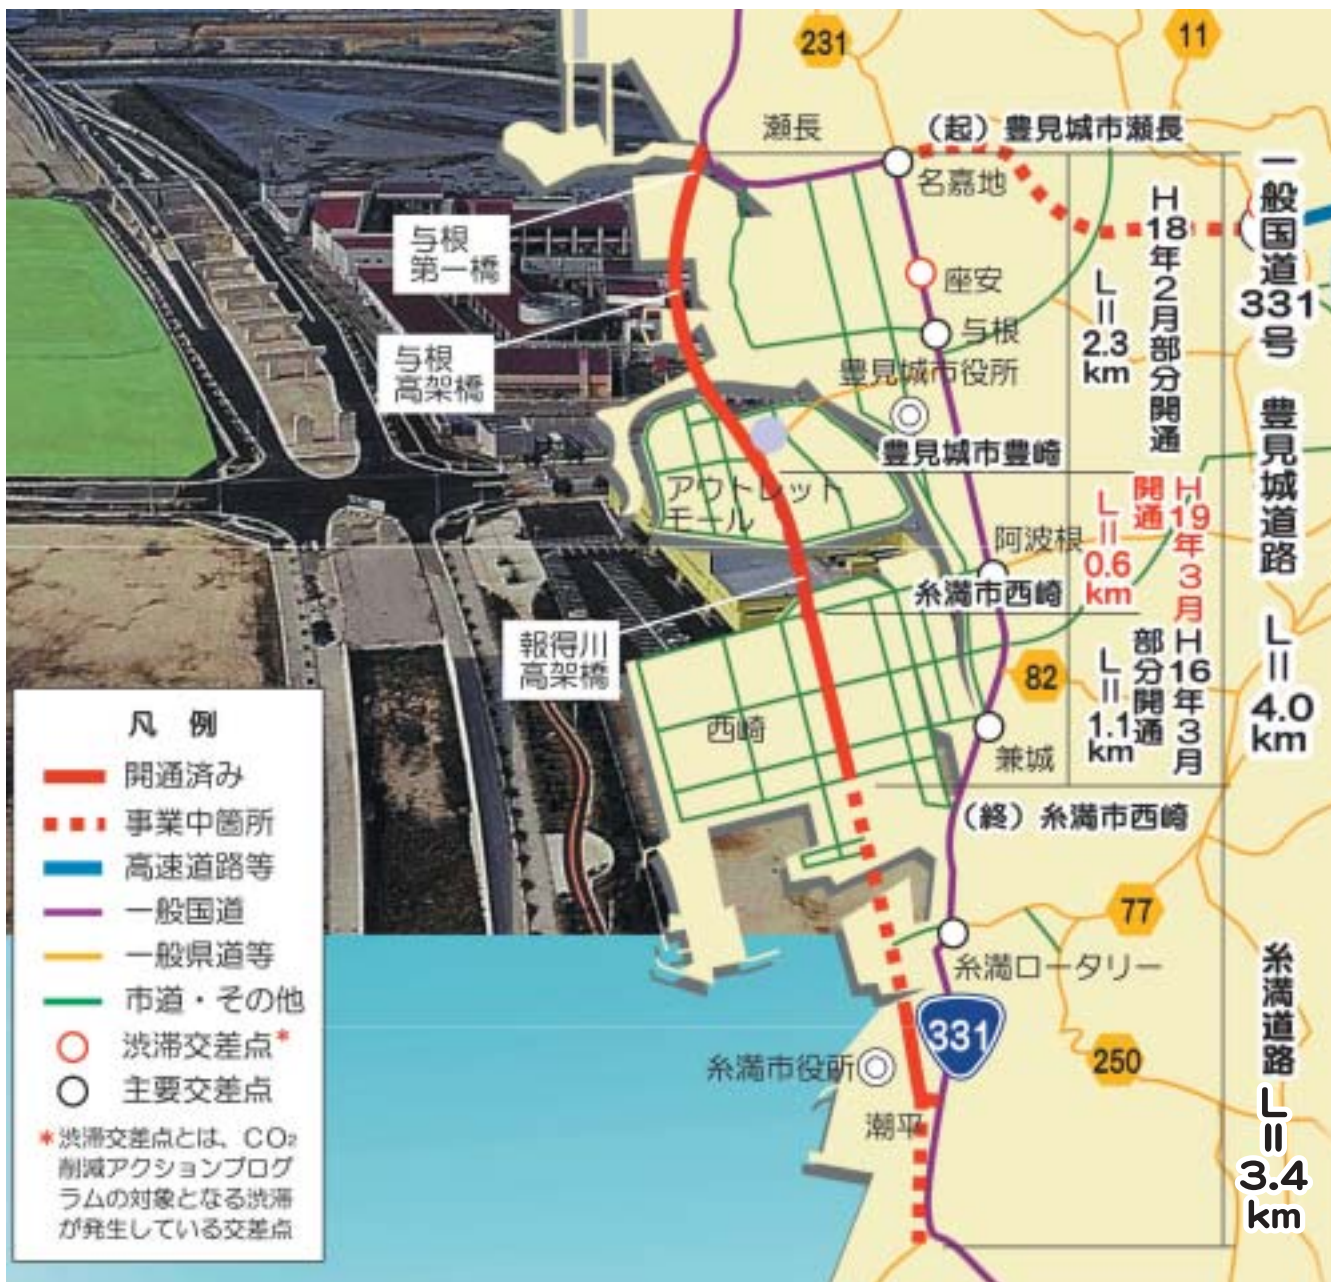 231
11
瀬長
（起）豊見城市瀬長
名嘉地
与根
第一橋
座安
与根
与根
高架橋
豊見城市役所
豊見城市豊崎
アウトレット
モール
阿波根
糸満市西崎
報得川
高架橋
82
西崎
兼城
（終）糸満市西崎
77
糸満ロータリー
331
糸満市役所
250
潮平
H18年2月部分開通
L=2.3km
H19年3月
開通
L=0.6km
H16年3月
部分開通
L=1.1km
一般国道331号 豊見城道路 L=4.0km
糸満道路 L=3.4km
凡 例
開通済み
事業中箇所
高速道路等
一般国道
一般県道等
市道・その他
渋滞交差点*
主要交差点
*渋滞交差点とは、CO2
削減アクションプログ
ラムの対象となる渋滞
が発生している交差点